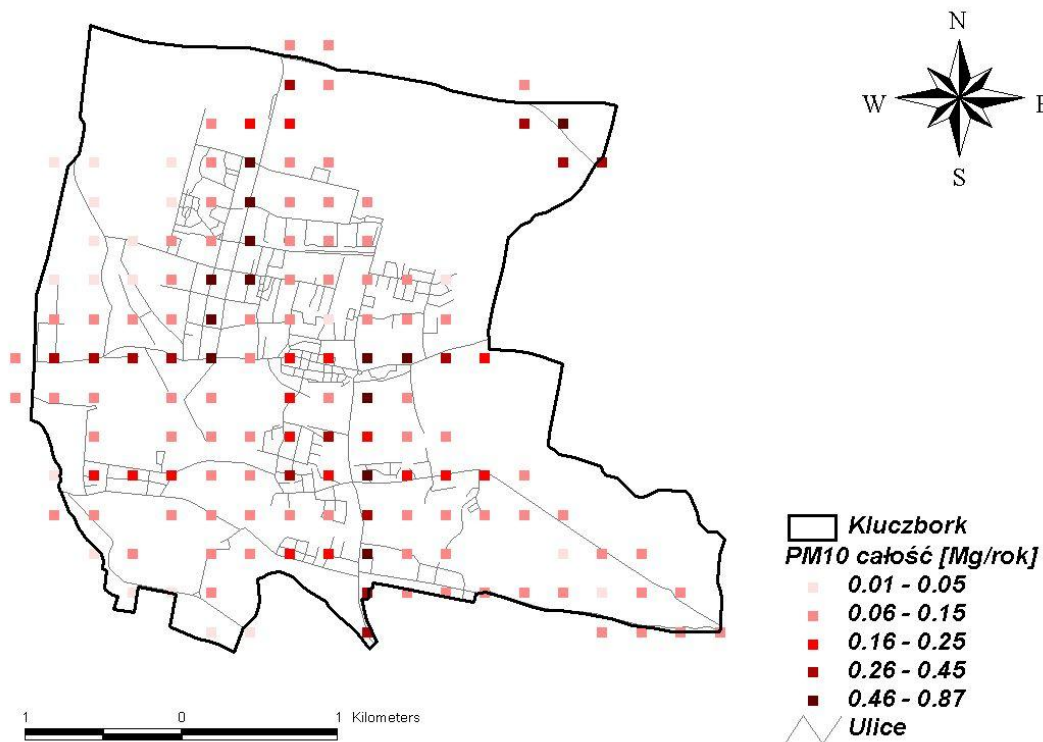 N
W
E
S
Kluczbork
PM10 całość [Mg/rok]
0.01 - 0.05
0.06 - 0.15
0.16 - 0.25
0.26 - 0.45
0.46 - 0.87
Ulice
1 0 1 Kilometers